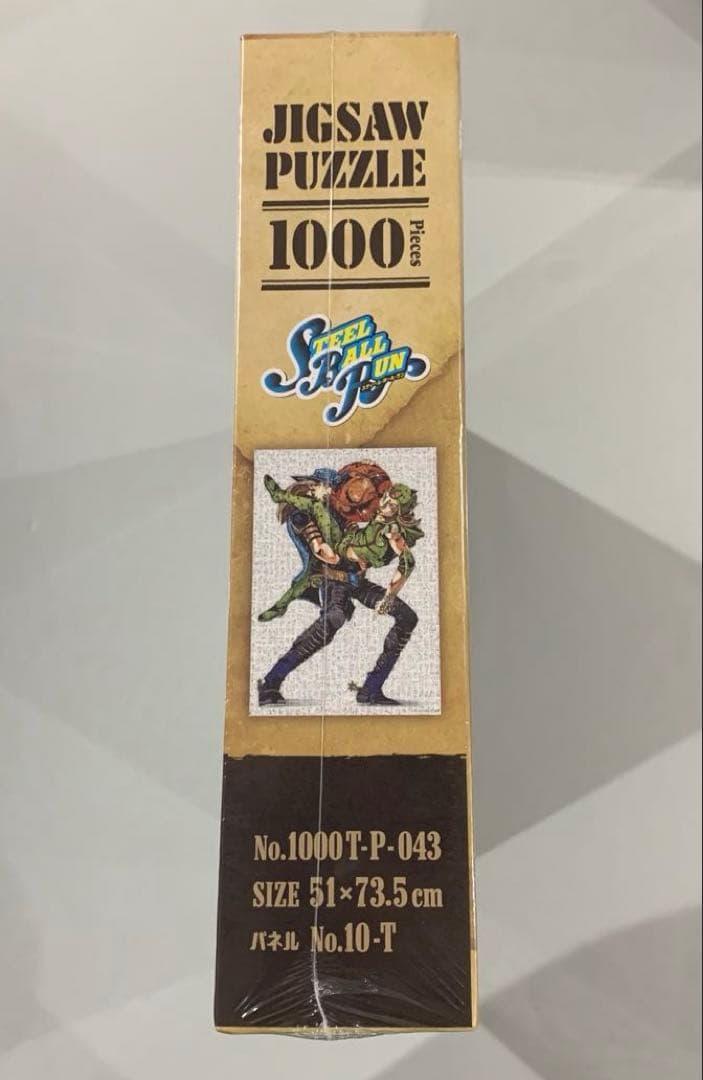 JIGSAW
PUZZLE
1000 Pieces
STEEL
BALL
RUN
No.1000T-P-043
SIZE 51×73.5cm
パネル No.10-T